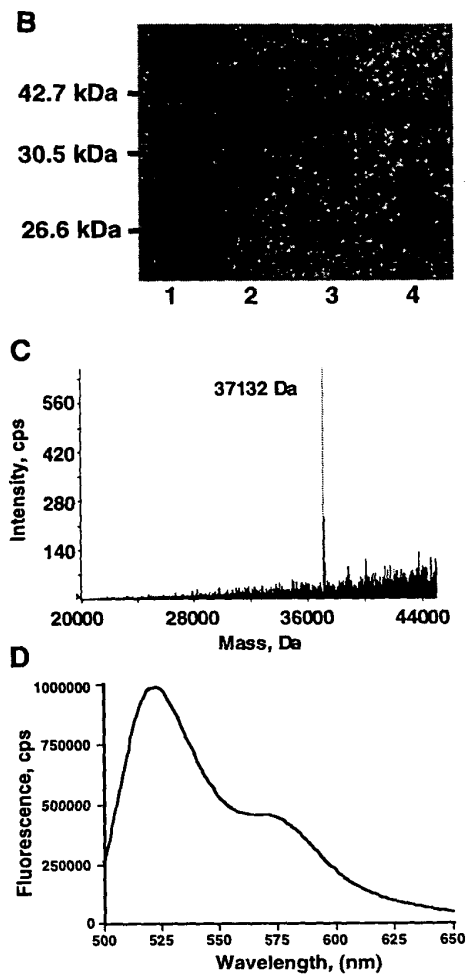 B
42.7 kDa
30.5 kDa
26.6 kDa
1 2 3 4
C
37132 Da
Intensity, cps
560
420
280
140
20000 28000 36000 44000
Mass, Da
D
Fluorescence, cps
1000000
750000
500000
250000
0
500 525 550 575 600 625 650
Wavelength, (nm)